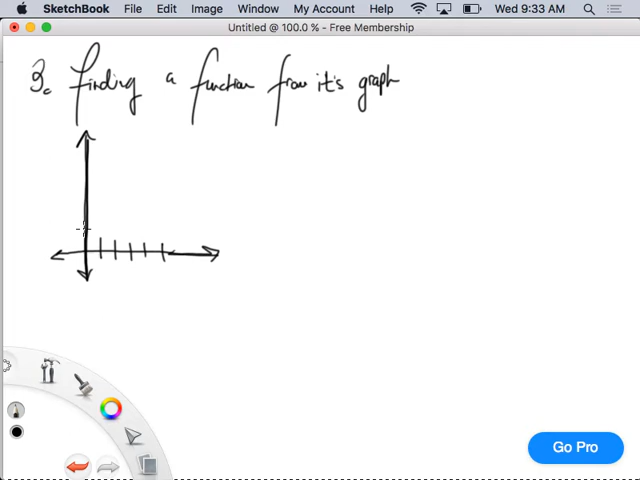 SketchBook File Edit Image Window My Account Help Wed 9:33 AM
Untitled @ 100.0 % - Free Membership
3. finding a function from it's graph
Go Pro